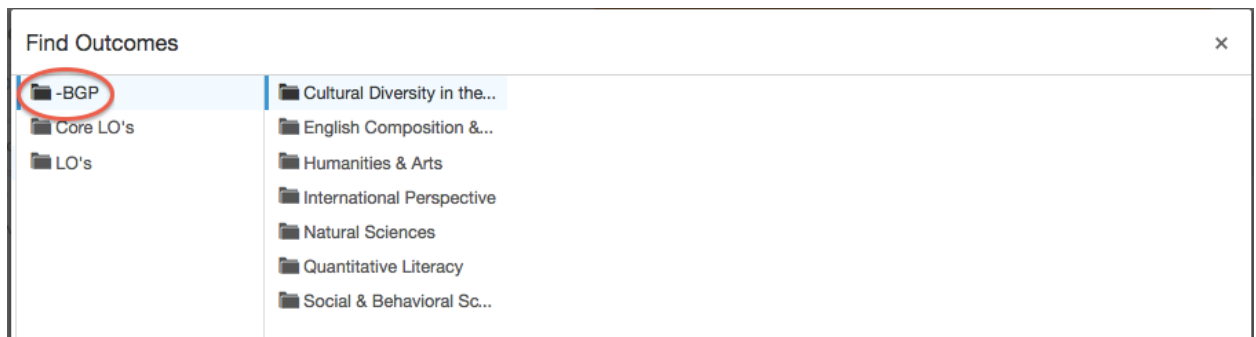 Find Outcomes
×
-BGP
Core LO's
LO's
Cultural Diversity in the...
English Composition &...
Humanities & Arts
International Perspective
Natural Sciences
Quantitative Literacy
Social & Behavioral Sc...